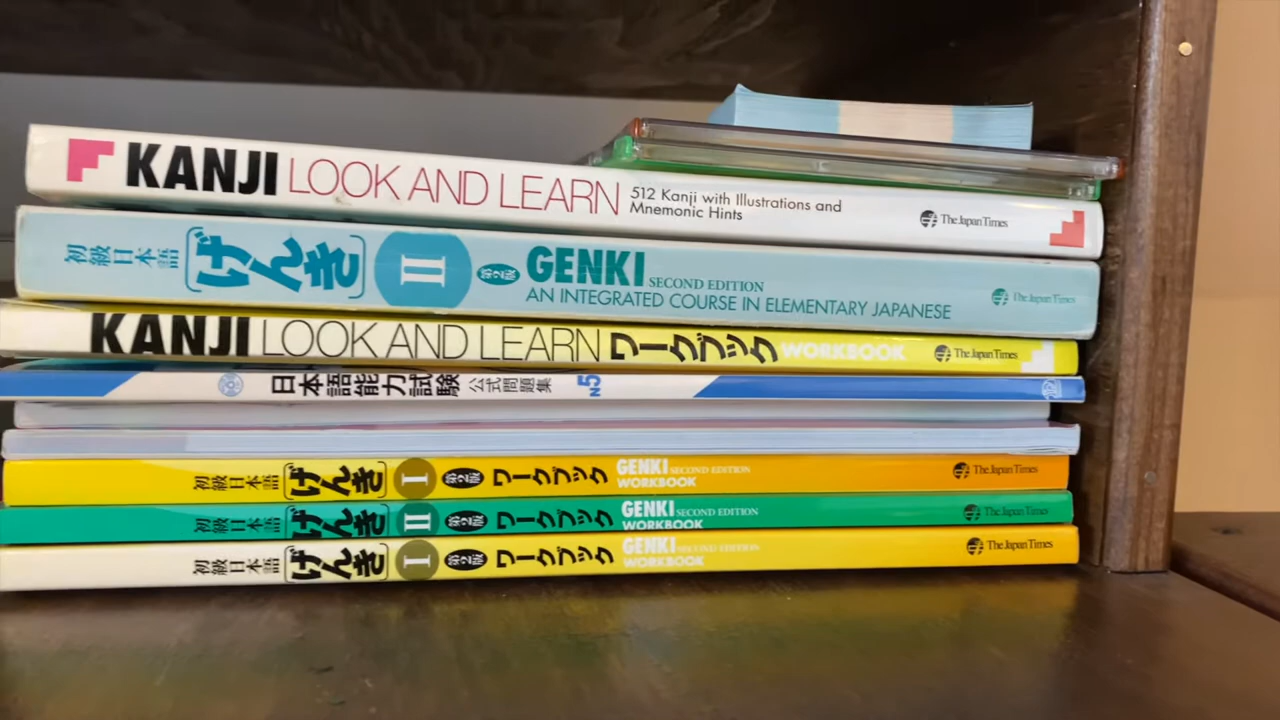 KANJI LOOK AND LEARN 512 Kanji with Illustrations and
Mnemonic Hints
The Japan Times
初級日本語 [げんき] II 第2版 GENKI SECOND EDITION
AN INTEGRATED COURSE IN ELEMENTARY JAPANESE
The Japan Times
KANJI LOOK AND LEARN ワークブック WORKBOOK The Japan Times
日本語能力試験 公式問題集 N5
初級日本語 [げんき] I 第2版 ワークブック GENKI SECOND EDITION
WORKBOOK
The Japan Times
初級日本語 [げんき] II 第2版 ワークブック GENKI SECOND EDITION
WORKBOOK
The Japan Times
初級日本語 [げんき] I 第2版 ワークブック GENKI SECOND EDITION
WORKBOOK
The Japan Times